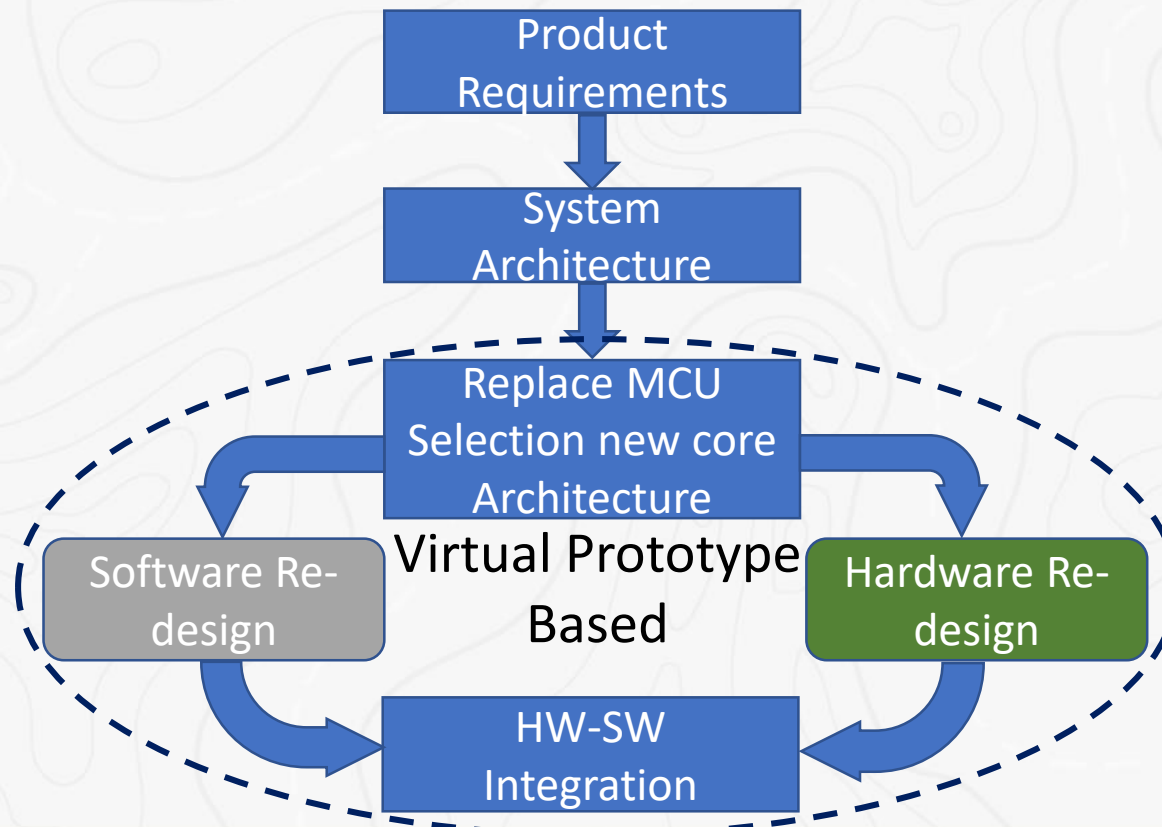 Product
Requirements
System
Architecture
Replace MCU
Selection new core
Architecture
Virtual Prototype
Based
Software Re-
design
Hardware Re-
design
HW-SW
Integration